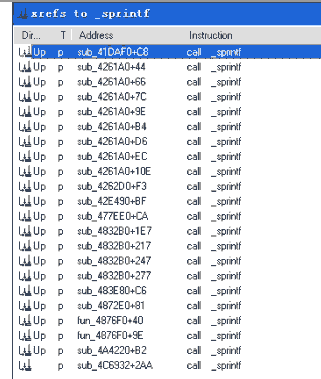 xrefs to _sprintf
Dir... T Address Instruction
Up p sub_41DAF0+C8 call _sprintf
Up p sub_4261A0+44 call _sprintf
Up p sub_4261A0+66 call _sprintf
Up p sub_4261A0+7C call _sprintf
Up p sub_4261A0+9E call _sprintf
Up p sub_4261A0+B4 call _sprintf
Up p sub_4261A0+D6 call _sprintf
Up p sub_4261A0+EC call _sprintf
Up p sub_4261A0+10E call _sprintf
Up p sub_4262D0+F3 call _sprintf
Up p sub_42E490+BF call _sprintf
Up p sub_477EE0+CA call _sprintf
Up p sub_4832B0+1E7 call _sprintf
Up p sub_4832B0+217 call _sprintf
Up p sub_4832B0+247 call _sprintf
Up p sub_4832B0+277 call _sprintf
Up p sub_483E80+C6 call _sprintf
Up p sub_4872E0+81 call _sprintf
Up p fun_4876F0+40 call _sprintf
Up p fun_4876F0+9E call _sprintf
Up p sub_4A4220+B2 call _sprintf
p sub_4C6932+2AA call _sprintf